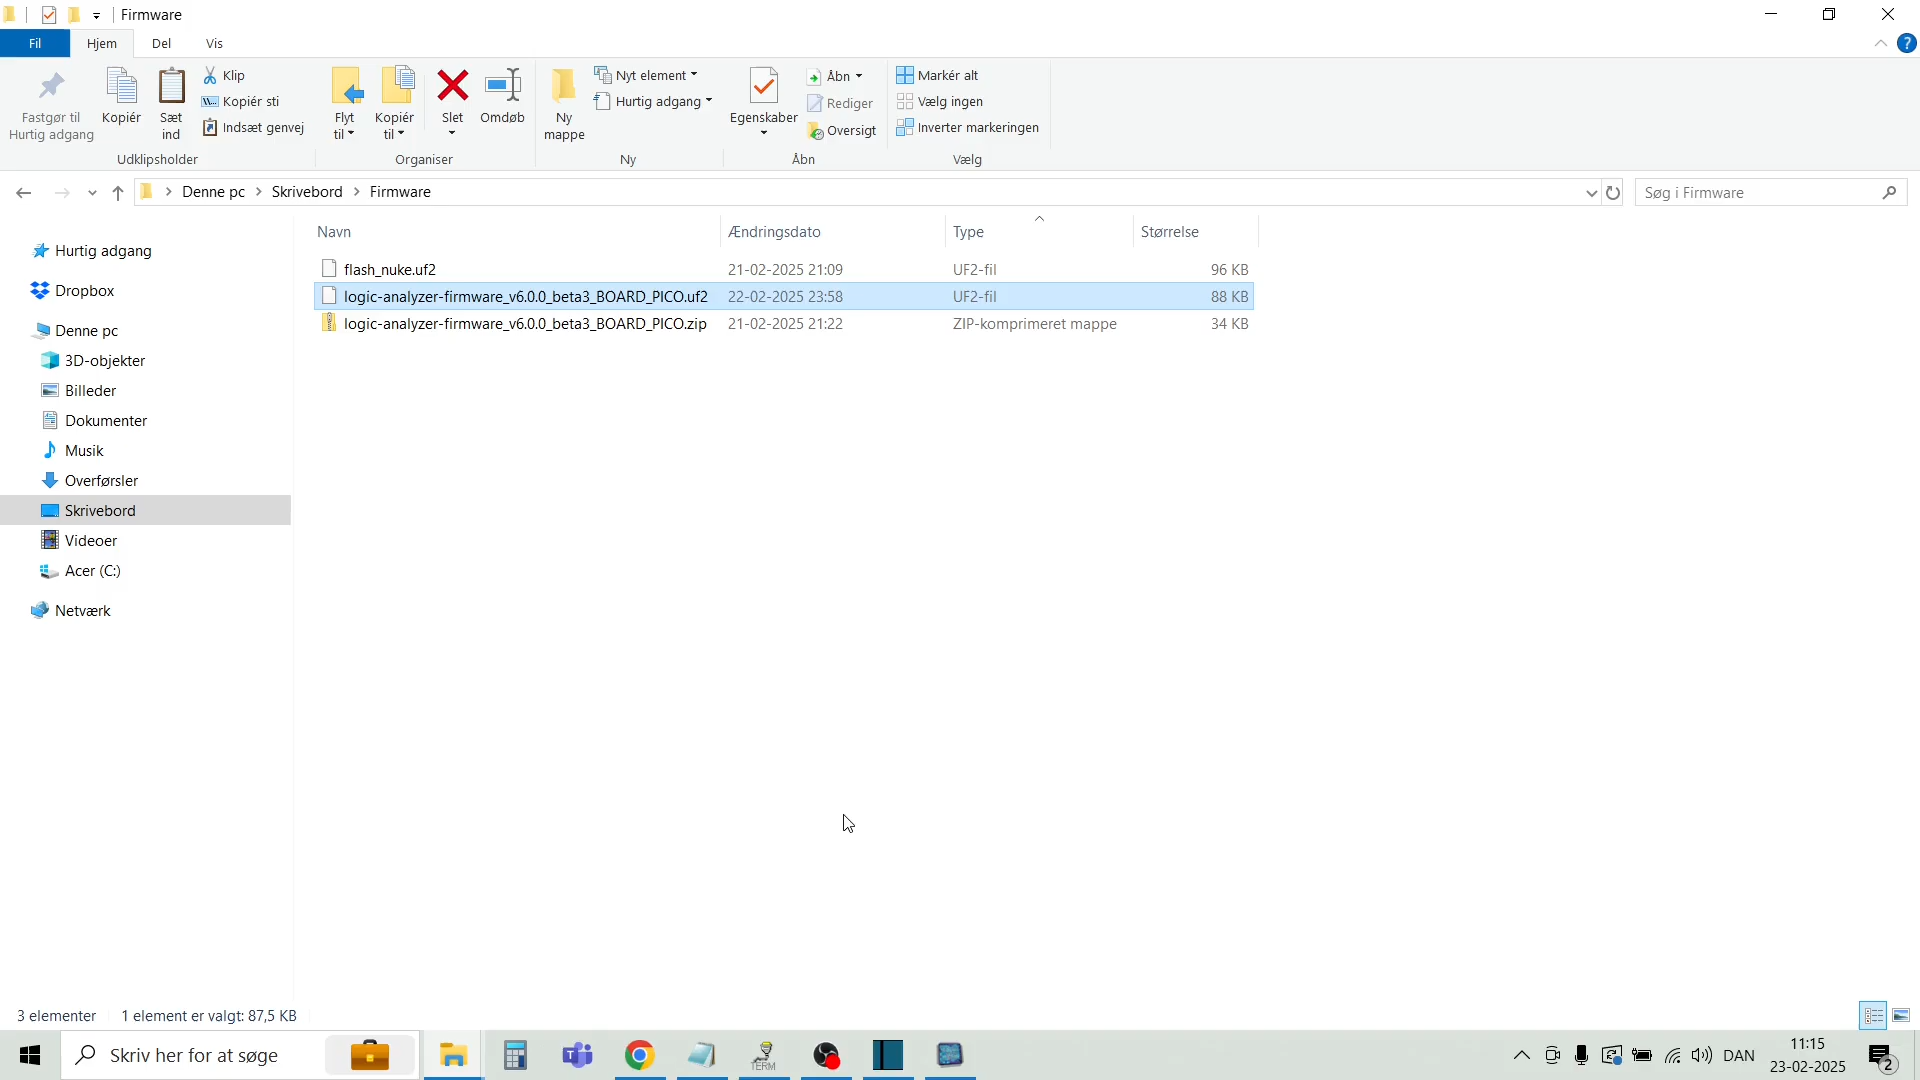 Firmware
Fil Hjem Del Vis
Fastgør til Hurtig adgang
Kopiér
Sæt ind
Klip
Kopiér sti
Indsæt genvej
Udklipsholder
Flyt til
Kopiér til
Slet
Omdøb
Organiser
Ny mappe
Nyt element
Hurtig adgang
Ny
Egenskaber
Åbn
Rediger
Oversigt
Åbn
Markér alt
Vælg ingen
Inverter markeringen
Vælg
Denne pc > Skrivebord > Firmware
Søg i Firmware
Hurtig adgang
Dropbox
Denne pc
3D-objekter
Billeder
Dokumenter
Musik
Overførsler
Skrivebord
Videoer
Acer (C:)
Netværk
Navn Ændringsdato Type Størrelse
flash_nuke.uf2 21-02-2025 21:09 UF2-fil 96 KB
logic-analyzer-firmware_v6.0.0_beta3_BOARD_PICO.uf2 22-02-2025 23:58 UF2-fil 88 KB
logic-analyzer-firmware_v6.0.0_beta3_BOARD_PICO.zip 21-02-2025 21:22 ZIP-komprimeret mappe 34 KB
3 elementer 1 element er valgt: 87,5 KB
Skriv her for at søge
TERM
DAN
11:15
23-02-2025
2